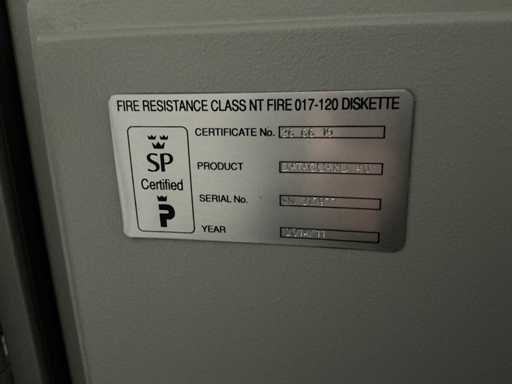 FIRE RESISTANCE CLASS NT FIRE 017-120 DISKETTE
CERTIFICATE No.
SP
Certified
PRODUCT
SERIAL No.
P
YEAR